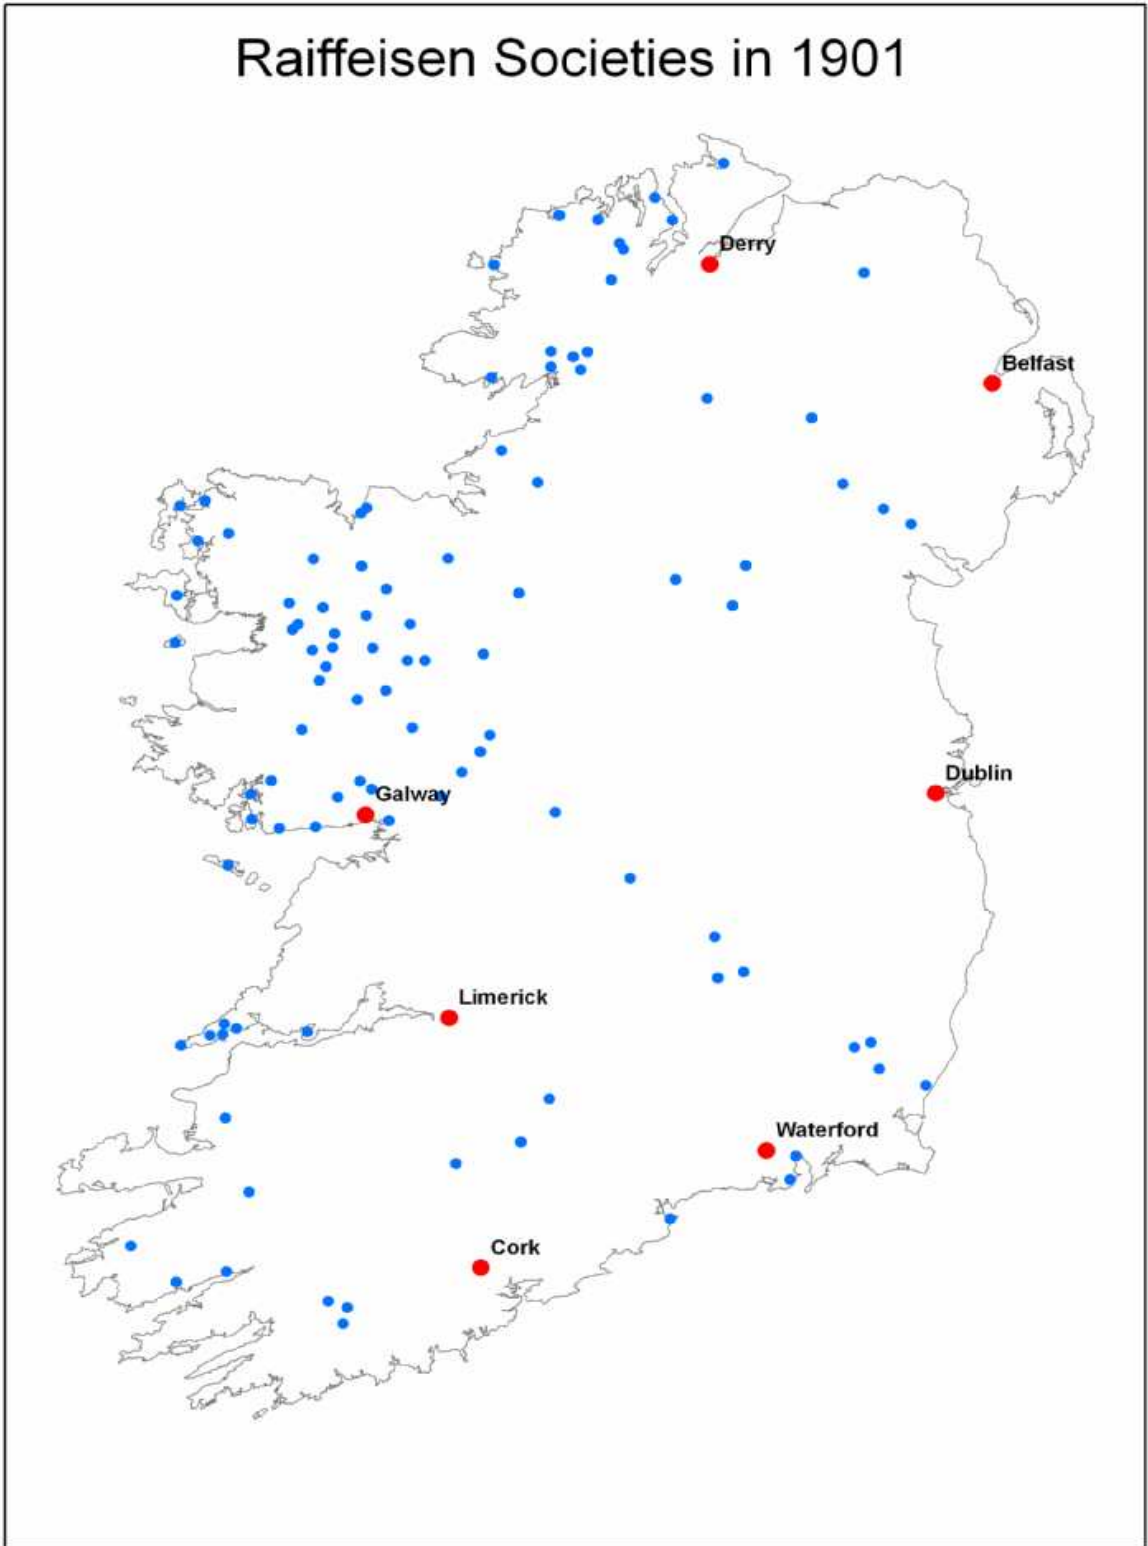 Raiffeisen Societies in 1901
Derry
Belfast
Dublin
Galway
Limerick
Waterford
Cork